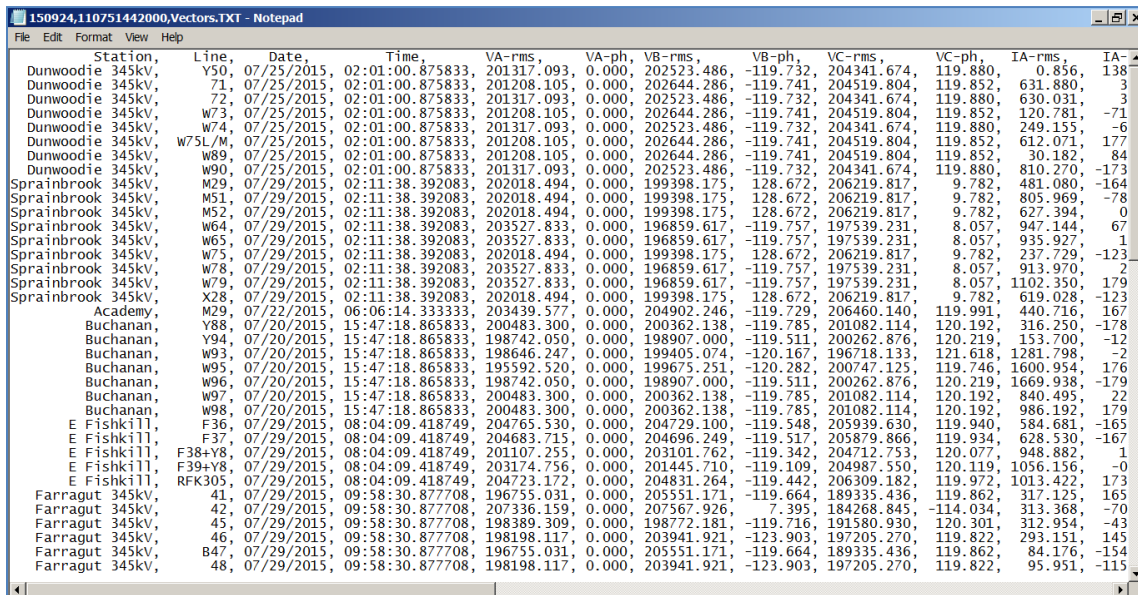 150924,110751442000,Vectors.TXT - Notepad
File Edit Format View Help
Station, Line, Date, Time, VA-rms, VA-ph, VB-rms, VB-ph, VC-rms, VC-ph, IA-rms, IA-
Dunwoodie 345kV, Y50, 07/25/2015, 02:01:00.875833, 201317.093, 0.000, 202523.486, -119.732, 204341.674, 119.880, 0.856, 138
Dunwoodie 345kV, 71, 07/25/2015, 02:01:00.875833, 201208.105, 0.000, 202644.286, -119.741, 204519.804, 119.852, 631.880, 3
Dunwoodie 345kV, 72, 07/25/2015, 02:01:00.875833, 201317.093, 0.000, 202523.486, -119.732, 204341.674, 119.880, 630.031, 3
Dunwoodie 345kV, W73, 07/25/2015, 02:01:00.875833, 201208.105, 0.000, 202644.286, -119.741, 204519.804, 119.852, 120.781, -71
Dunwoodie 345kV, W74, 07/25/2015, 02:01:00.875833, 201317.093, 0.000, 202523.486, -119.732, 204341.674, 119.880, 249.155, -6
Dunwoodie 345kV, W75L/M, 07/25/2015, 02:01:00.875833, 201208.105, 0.000, 202644.286, -119.741, 204519.804, 119.852, 612.071, 177
Dunwoodie 345kV, W89, 07/25/2015, 02:01:00.875833, 201208.105, 0.000, 202644.286, -119.741, 204519.804, 119.852, 30.182, 84
Dunwoodie 345kV, W90, 07/25/2015, 02:01:00.875833, 201317.093, 0.000, 202523.486, -119.732, 204341.674, 119.880, 810.270, -173
Sprainbrook 345kV, M29, 07/29/2015, 02:11:38.392083, 202018.494, 0.000, 199398.175, 128.672, 206219.817, 9.782, 481.080, -164
Sprainbrook 345kV, M51, 07/29/2015, 02:11:38.392083, 202018.494, 0.000, 199398.175, 128.672, 206219.817, 9.782, 805.969, -78
Sprainbrook 345kV, M52, 07/29/2015, 02:11:38.392083, 202018.494, 0.000, 199398.175, 128.672, 206219.817, 9.782, 627.394, 0
Sprainbrook 345kV, W64, 07/29/2015, 02:11:38.392083, 203527.833, 0.000, 196859.617, -119.757, 197539.231, 8.057, 947.144, 67
Sprainbrook 345kV, W65, 07/29/2015, 02:11:38.392083, 203527.833, 0.000, 196859.617, -119.757, 197539.231, 8.057, 935.927, 1
Sprainbrook 345kV, W75, 07/29/2015, 02:11:38.392083, 202018.494, 0.000, 199398.175, 128.672, 206219.817, 9.782, 237.729, -123
Sprainbrook 345kV, W78, 07/29/2015, 02:11:38.392083, 203527.833, 0.000, 196859.617, -119.757, 197539.231, 8.057, 913.970, 2
Sprainbrook 345kV, W79, 07/29/2015, 02:11:38.392083, 203527.833, 0.000, 196859.617, -119.757, 197539.231, 8.057, 1102.350, 179
Sprainbrook 345kV, X28, 07/29/2015, 02:11:38.392083, 202018.494, 0.000, 199398.175, 128.672, 206219.817, 9.782, 619.028, -123
Academy, M29, 07/22/2015, 06:06:14.333333, 203439.577, 0.000, 204902.246, -119.729, 206460.140, 119.991, 440.716, 167
Buchanan, Y88, 07/20/2015, 15:47:18.865833, 200483.300, 0.000, 200362.138, -119.785, 201082.114, 120.192, 316.250, -178
Buchanan, Y94, 07/20/2015, 15:47:18.865833, 198742.050, 0.000, 198907.000, -119.511, 200262.876, 120.219, 153.700, -12
Buchanan, W93, 07/20/2015, 15:47:18.865833, 198646.247, 0.000, 199405.074, -120.167, 196718.133, 121.618, 1281.798, -2
Buchanan, W95, 07/20/2015, 15:47:18.865833, 195592.520, 0.000, 199675.251, -120.282, 200747.125, 119.746, 1600.954, 176
Buchanan, W96, 07/20/2015, 15:47:18.865833, 198742.050, 0.000, 198907.000, -119.511, 200262.876, 120.219, 1669.938, -179
Buchanan, W97, 07/20/2015, 15:47:18.865833, 200483.300, 0.000, 200362.138, -119.785, 201082.114, 120.192, 840.495, 22
Buchanan, W98, 07/20/2015, 15:47:18.865833, 200483.300, 0.000, 200362.138, -119.785, 201082.114, 120.192, 986.192, 179
E Fishkill, F36, 07/29/2015, 08:04:09.418749, 204765.530, 0.000, 204729.100, -119.548, 205939.630, 119.940, 584.681, -165
E Fishkill, F37, 07/29/2015, 08:04:09.418749, 204683.715, 0.000, 204696.249, -119.517, 205879.866, 119.934, 628.530, -167
E Fishkill, F38+Y8, 07/29/2015, 08:04:09.418749, 201107.255, 0.000, 203101.762, -119.342, 204712.753, 120.077, 948.882, 1
E Fishkill, F39+Y8, 07/29/2015, 08:04:09.418749, 203174.756, 0.000, 201445.710, -119.109, 204987.550, 120.119, 1056.156, -0
E Fishkill, RFK305, 07/29/2015, 08:04:09.418749, 204723.172, 0.000, 204831.264, -119.442, 206309.182, 119.972, 1013.422, 173
Farragut 345kV, 41, 07/29/2015, 09:58:30.877708, 196755.031, 0.000, 205551.171, -119.664, 189335.436, 119.862, 317.125, 165
Farragut 345kV, 42, 07/29/2015, 09:58:30.877708, 207336.159, 0.000, 207567.926, 7.395, 184268.845, -114.034, 313.368, -70
Farragut 345kV, 45, 07/29/2015, 09:58:30.877708, 198389.309, 0.000, 198772.181, -119.716, 191580.930, 120.301, 312.954, -43
Farragut 345kV, 46, 07/29/2015, 09:58:30.877708, 198198.117, 0.000, 203941.921, -123.903, 197205.270, 119.822, 293.151, 145
Farragut 345kV, B47, 07/29/2015, 09:58:30.877708, 196755.031, 0.000, 205551.171, -119.664, 189335.436, 119.862, 84.176, -154
Farragut 345kV, 48, 07/29/2015, 09:58:30.877708, 198198.117, 0.000, 203941.921, -123.903, 197205.270, 119.822, 95.951, -115